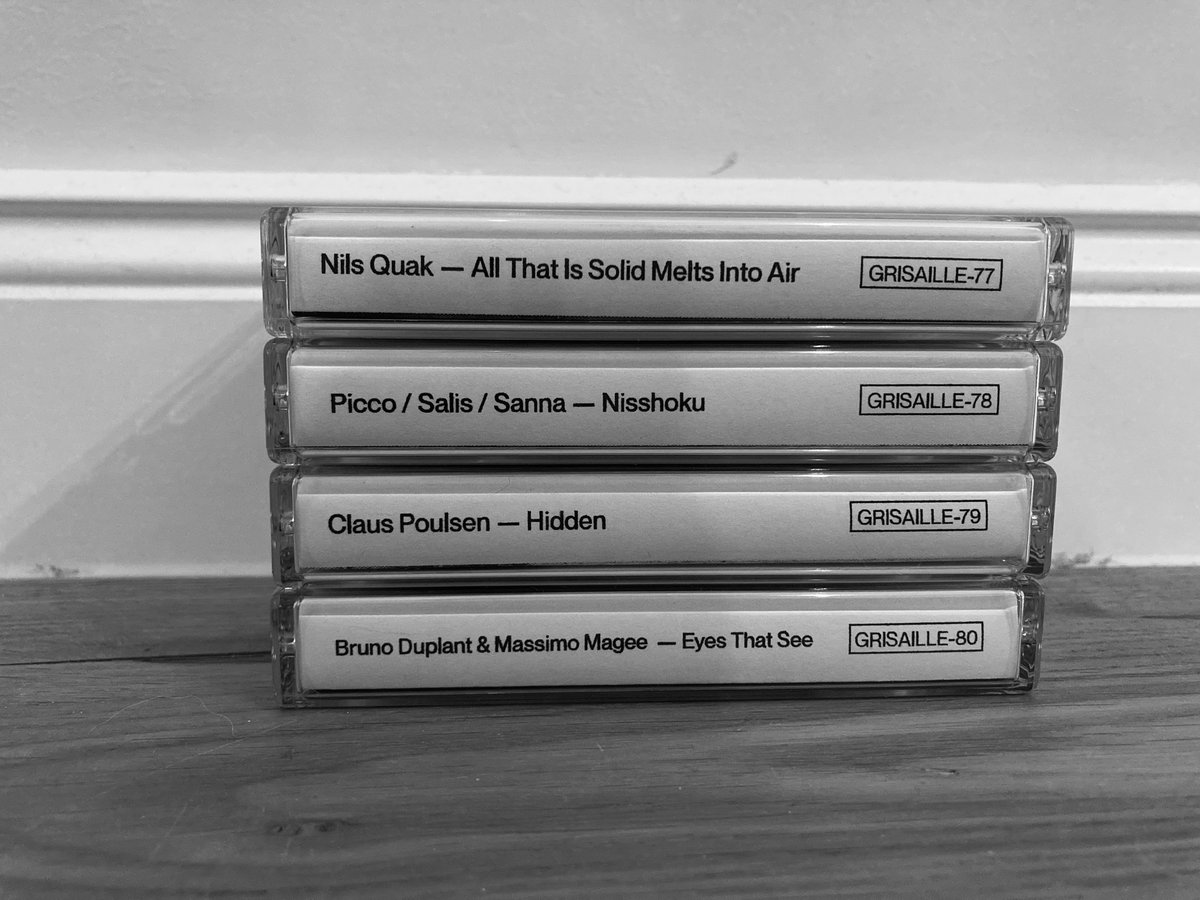 Nils Quak — All That Is Solid Melts Into Air GRISAILLE-77
Picco / Salis / Sanna — Nisshoku GRISAILLE-78
Claus Poulsen — Hidden GRISAILLE-79
Bruno Duplant & Massimo Magee — Eyes That See GRISAILLE-80